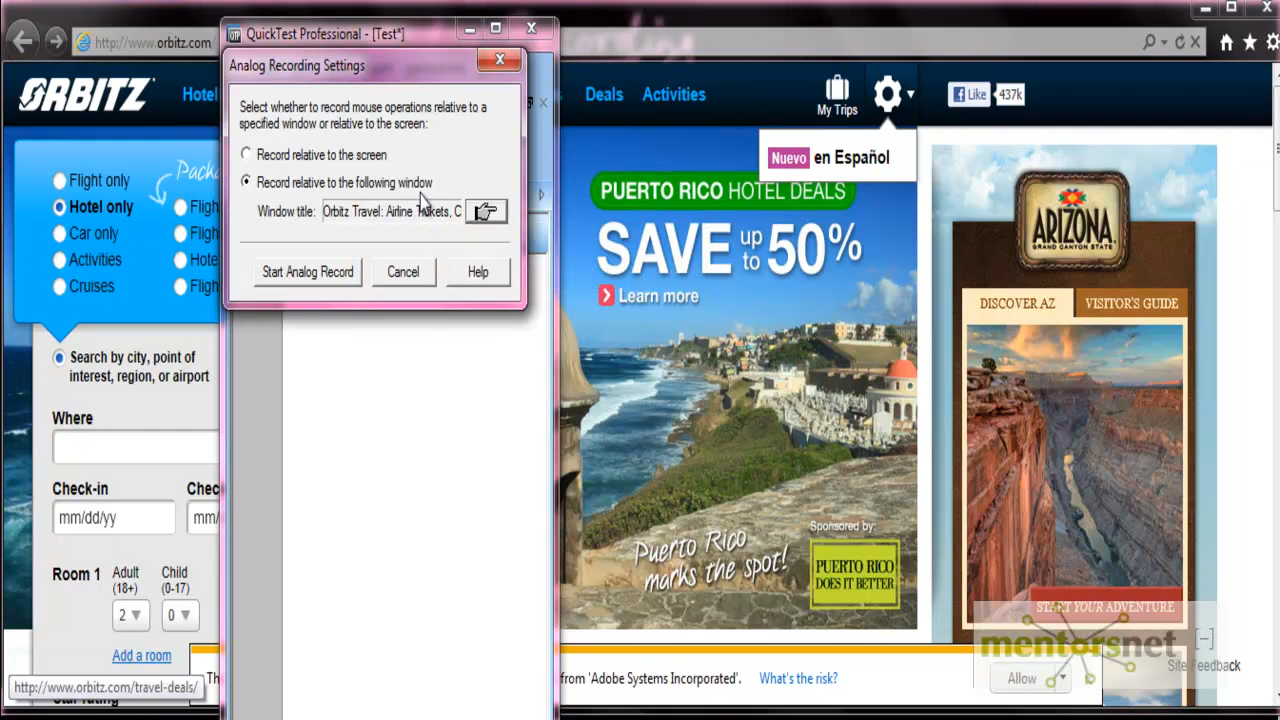 http://www.orbitz.com/
QuickTest Professional - [Test*]
Analog Recording Settings
Select whether to record mouse operations relative to a
specified window or relative to the screen:
Record relative to the screen
Record relative to the following window
Window title:
Orbitz Travel: Airline Tickets, C
Start Analog Record
Cancel
Help
ORBITZ
Hotel
Deals
Activities
My Trips
Like
437k
Nuevo en Español
Flight only
Hotel only
Car only
Activities
Cruises
Fligh
Fligh
Hote
Fligh
Search by city, point of
interest, region, or airport
Where
Check-in
Chec
mm/dd/yy
mm/
Room 1
Adult
(18+)
Child
(0-17)
2
0
Add a room
http://www.orbitz.com/travel-deals/
PUERTO RICO HOTEL DEALS
SAVE up to 50%
Learn more
Puerto Rico
marks the spot!
Sponsored by:
PUERTO RICO
DOES IT BETTER
ARIZONA
GRAND CANYON STATE
DISCOVER AZ
VISITOR'S GUIDE
START YOUR ADVENTURE
mentorsnet
[–]
Site Feedback
from 'Adobe Systems Incorporated'.
What's the risk?
Allow